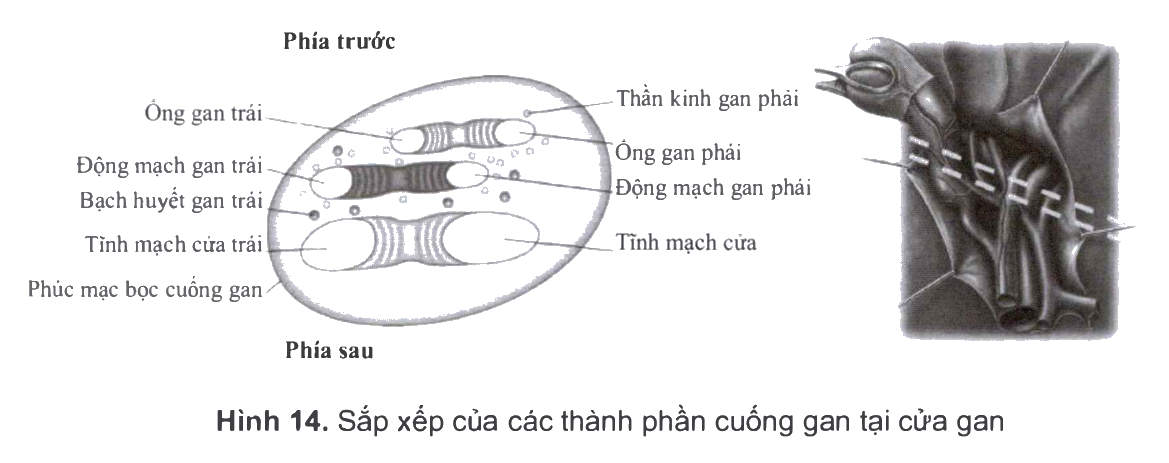 Phía trước
Ống gan trái
Động mạch gan trái
Bạch huyết gan trái
Tĩnh mạch cửa trái
Phúc mạc bọc cuống gan
Thần kinh gan phải
Ống gan phải
Động mạch gan phải
Tĩnh mạch cửa
Phía sau
Hình 14. Sắp xếp của các thành phần cuống gan tại cửa gan